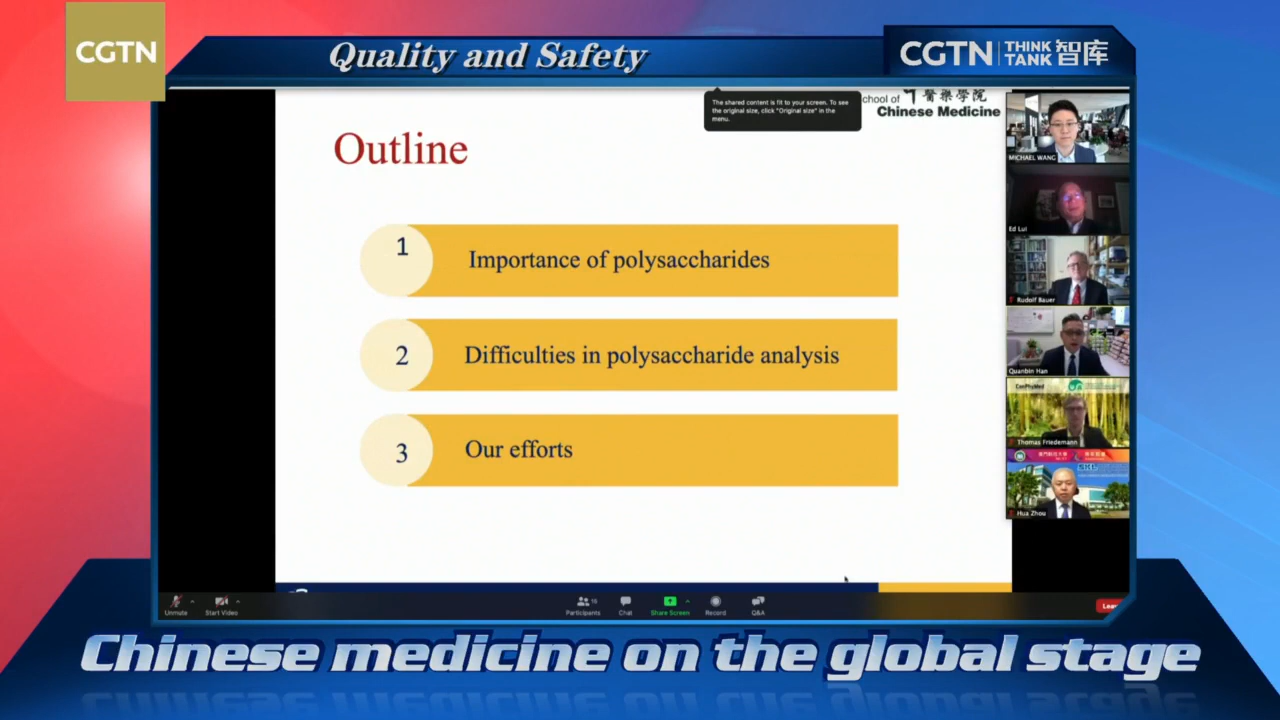 CGTN
Quality and Safety
CGTN THINK TANK 智库
The shared content is fit to your screen. To see
the original size, click "Original size" in the
menu.
chool of
醫藥學院
Chinese Medicine
Outline
1
Importance of polysaccharides
2
Difficulties in polysaccharide analysis
3
Our efforts
MICHAEL WANG
Ed Lui
Rudolf Bauer
Quanbin Han
ConPhyMed
Thomas Friedemann
Hua Zhou
Unmute
Start Video
Participants
Chat
Share Screen
Record
Q&A
Chinese medicine on the global stage